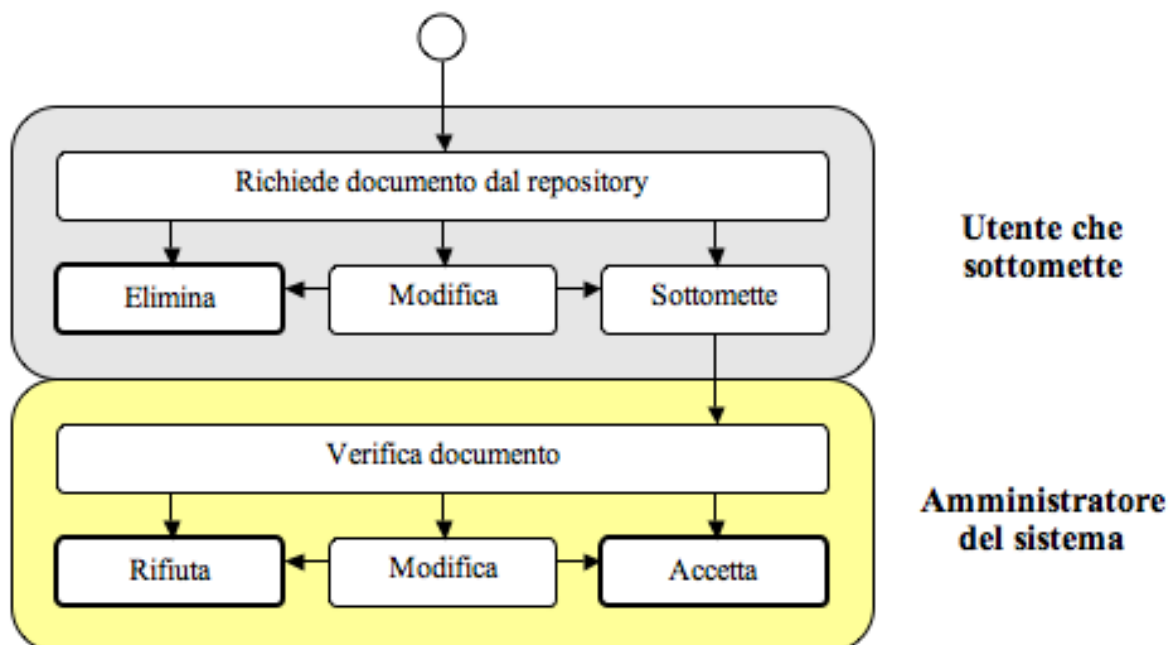 Richiede documento dal repository
Elimina
Modifica
Sottomette
Utente che
sottomette
Verifica documento
Rifiuta
Modifica
Accetta
Amministratore
del sistema